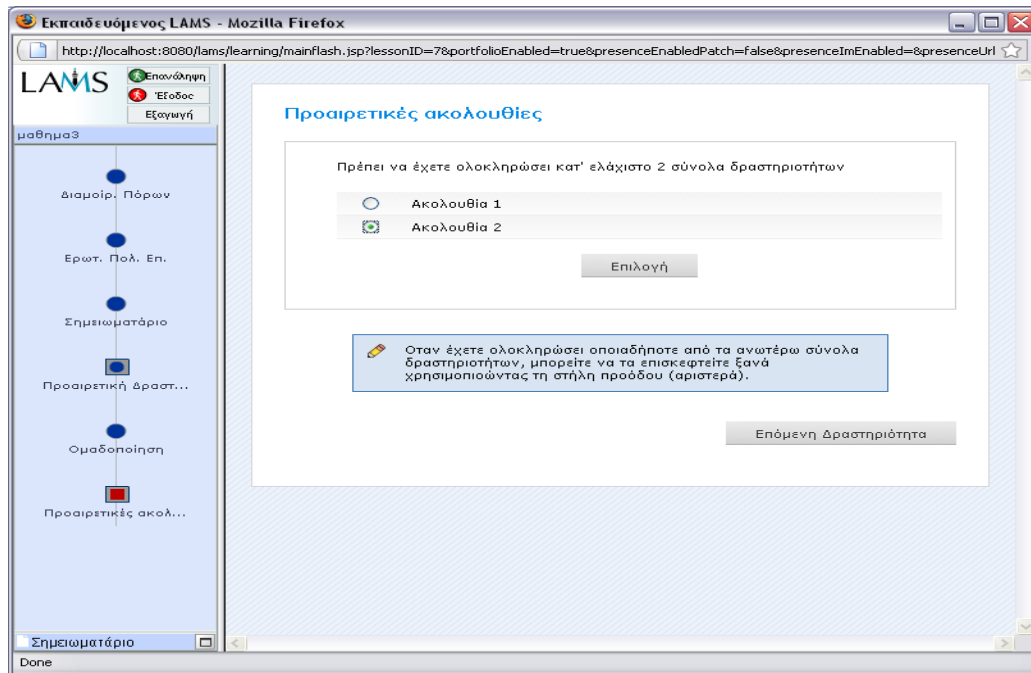 Εκπαιδευόμενος LAMS - Mozilla Firefox
http://localhost:8080/lams/learning/mainflash.jsp?lessonID=7&portfolioEnabled=true&presenceEnabledPatch=false&presenceImEnabled=&presenceUrl
LAMS
Επανάληψη
Έξοδος
Εξαγωγή
μαθημα3
Διαμοίρ. Πόρων
Ερωτ. Πολ. Επ.
Σημειωματάριο
Προαιρετική Δραστ...
Ομαδοποίηση
Προαιρετικές ακολ...
Σημειωματάριο
Προαιρετικές ακολουθίες
Πρέπει να έχετε ολοκληρώσει κατ' ελάχιστο 2 σύνολα δραστηριοτήτων
Ακολουθία 1
Ακολουθία 2
Επιλογή
Οταν έχετε ολοκληρώσει οποιαδήποτε από τα ανωτέρω σύνολα
δραστηριοτήτων, μπορείτε να τα επισκεφτείτε ξανά
χρησιμοποιώντας τη στήλη προόδου (αριστερά).
Επόμενη Δραστηριότητα
Done